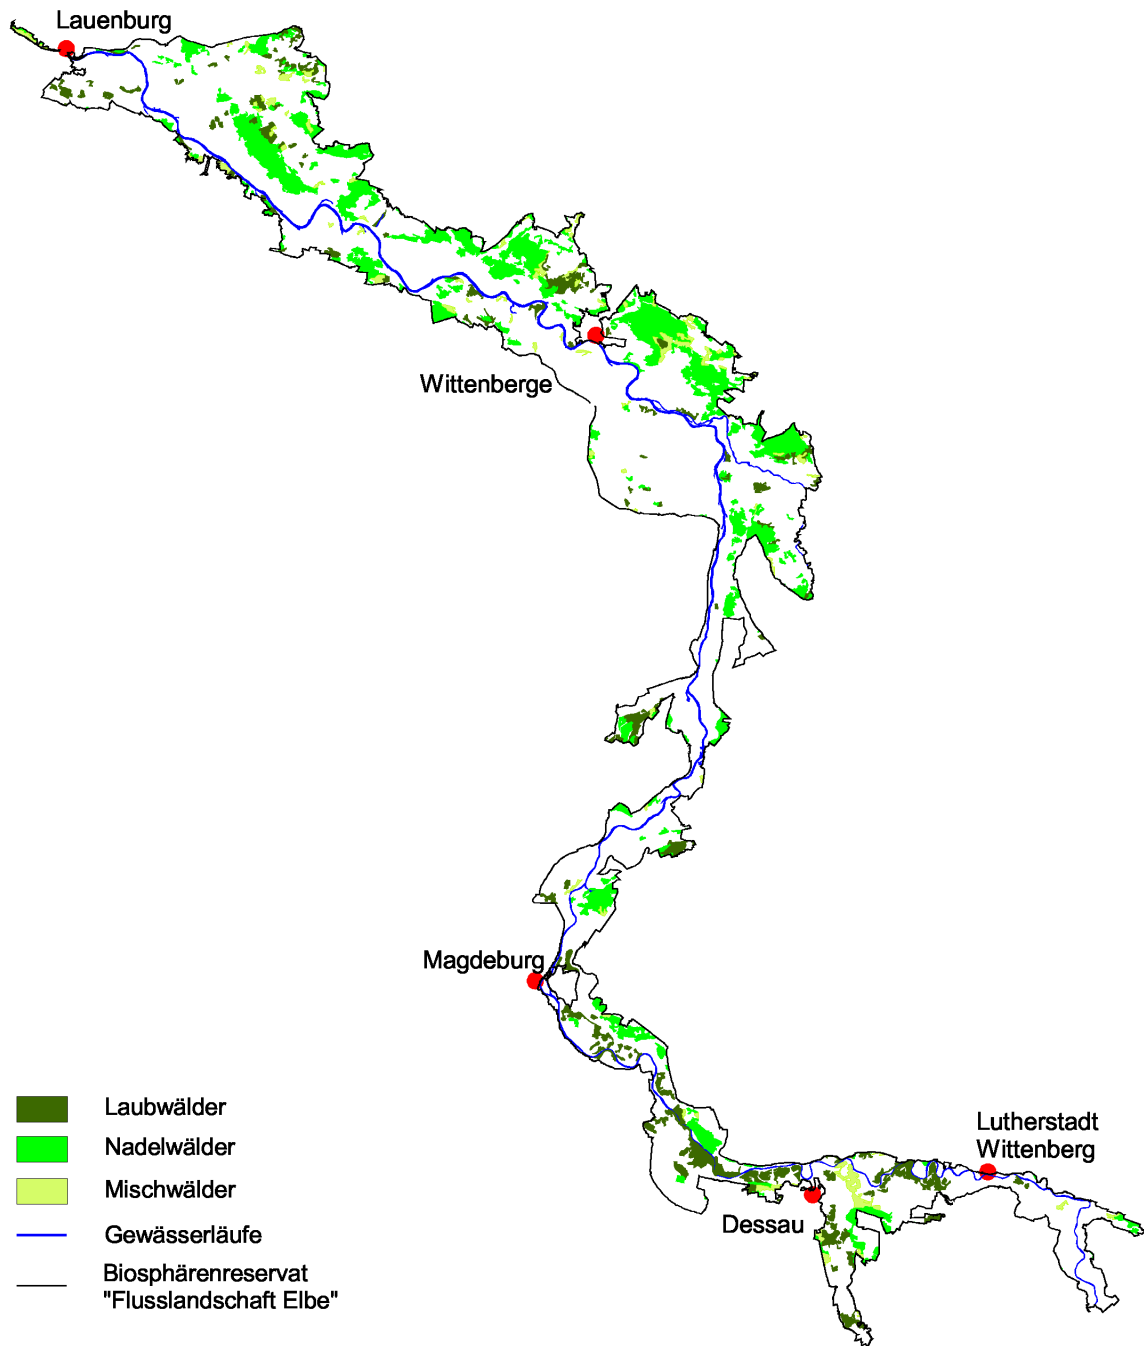 Lauenburg
Wittenberge
Magdeburg
Lutherstadt
Wittenberg
Dessau
Laubwälder
Nadelwälder
Mischwälder
Gewässerläufe
Biosphärenreservat
"Flusslandschaft Elbe"